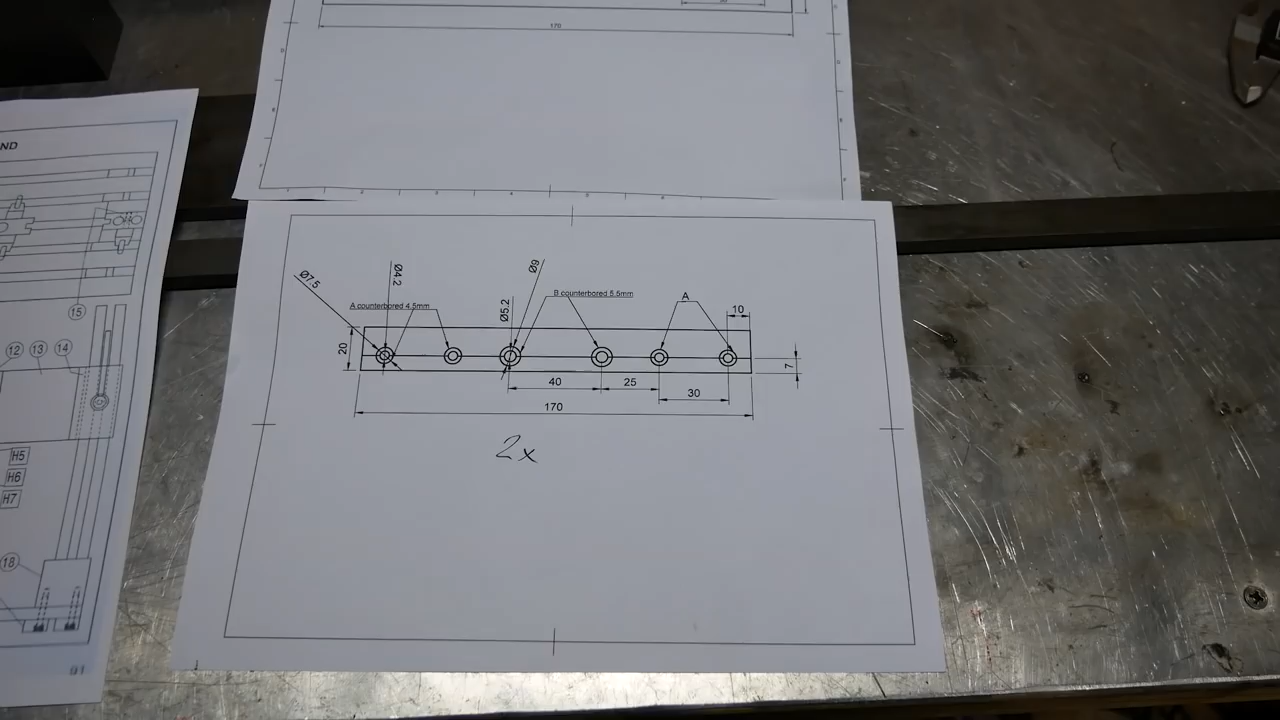 170
ND
15
12
13
14
H5
H6
H7
18
Ø7.5
Ø4.2
A counterbored 4.5mm
Ø5.2
Ø9
B counterbored 5.5mm
A
10
20
7
40
25
30
170
2x